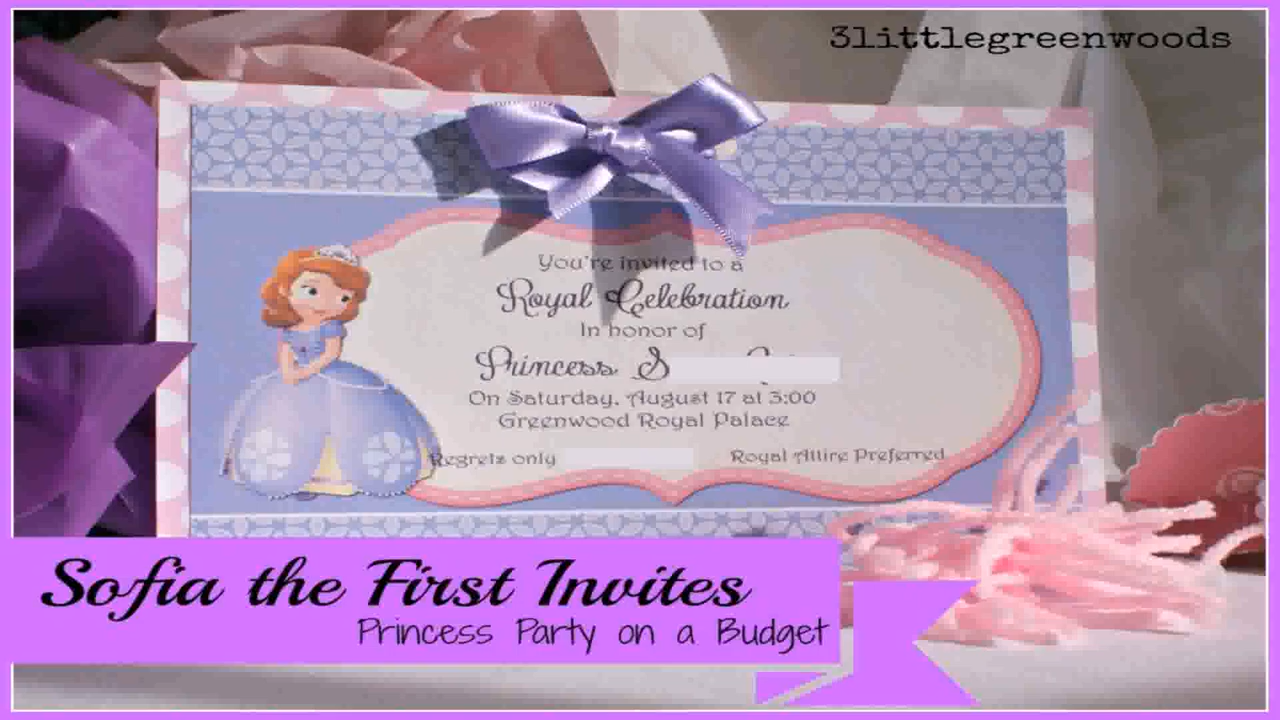 3littlegreenwoods
You're invited to a
Royal Celebration
In honor of
Princess S
On Saturday, August 17 at 3:00
Greenwood Royal Palace
Regrets only Royal Attire Preferred
Sofia the First Invites
Princess Party on a Budget